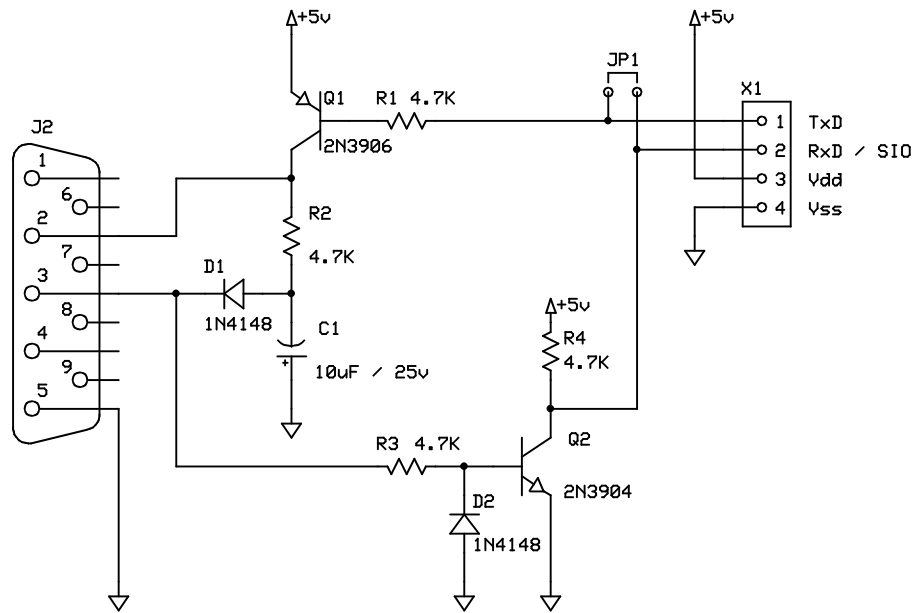 +5v
+5v
JP1
Q1
R1 4.7K
X1
J2
2N3906
1 TxD
2 RxD / SIO
3 Vdd
4 Vss
1
6
2
R2
4.7K
7
D1
3
+5v
1N4148
C1
8
R4
4.7K
4
+
10uF / 25v
9
5
R3 4.7K
Q2
2N3904
D2
1N4148